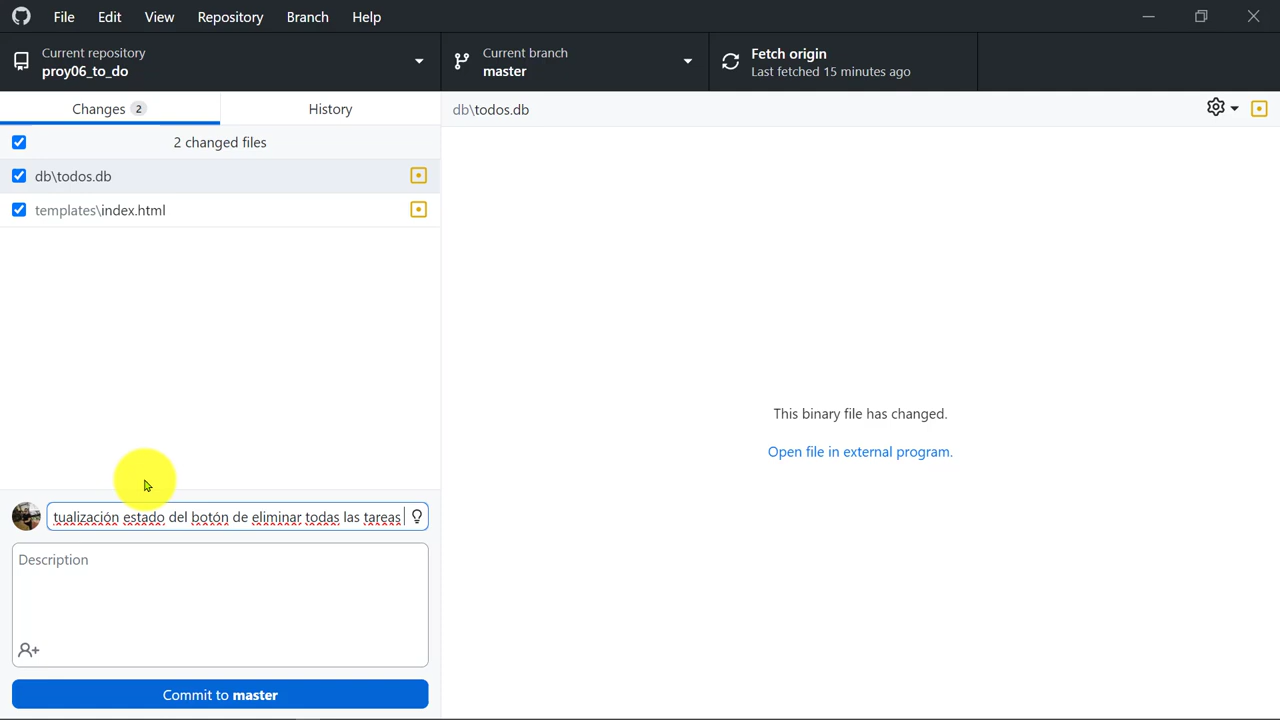 File Edit View Repository Branch Help
Current repository
proy06_to_do
Current branch
master
Fetch origin
Last fetched 15 minutes ago
Changes 2
History
2 changed files
db\todos.db
templates\index.html
tualización estado del botón de eliminar todas las tareas
Description
Commit to master
db\todos.db
This binary file has changed.
Open file in external program.